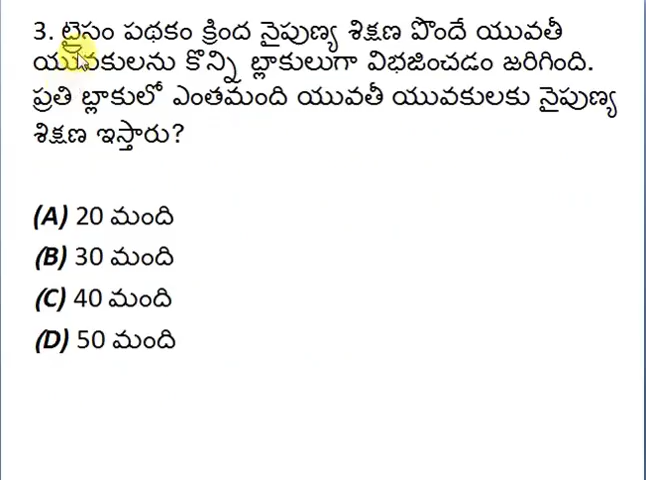 3. టైసం పథకం క్రింద నైపుణ్య శిక్షణ పొందే యువతీ
యువకులను కొన్ని బ్లాకులుగా విభజించడం జరిగింది.
ప్రతి బ్లాకులో ఎంతమంది యువతీ యువకులకు నైపుణ్య
శిక్షణ ఇస్తారు?
(A) 20 మంది
(B) 30 మంది
(C) 40 మంది
(D) 50 మంది